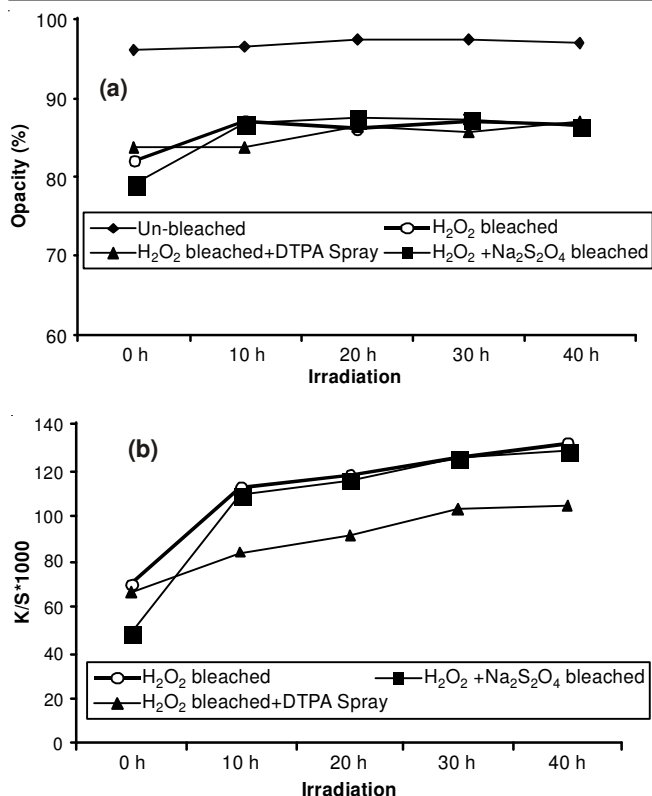 100
90
80
70
60
Opacity (%)
(a)
Un-bleached
H₂O₂ bleached
H₂O₂ bleached+DTPA Spray
H₂O₂ +Na₂S₂O₄ bleached
0 h 10 h 20 h 30 h 40 h
Irradiation
140
120
100
80
60
40
20
0
K/S*1000
(b)
H₂O₂ bleached
H₂O₂ +Na₂S₂O₄ bleached
H₂O₂ bleached+DTPA Spray
0 h 10 h 20 h 30 h 40 h
Irradiation